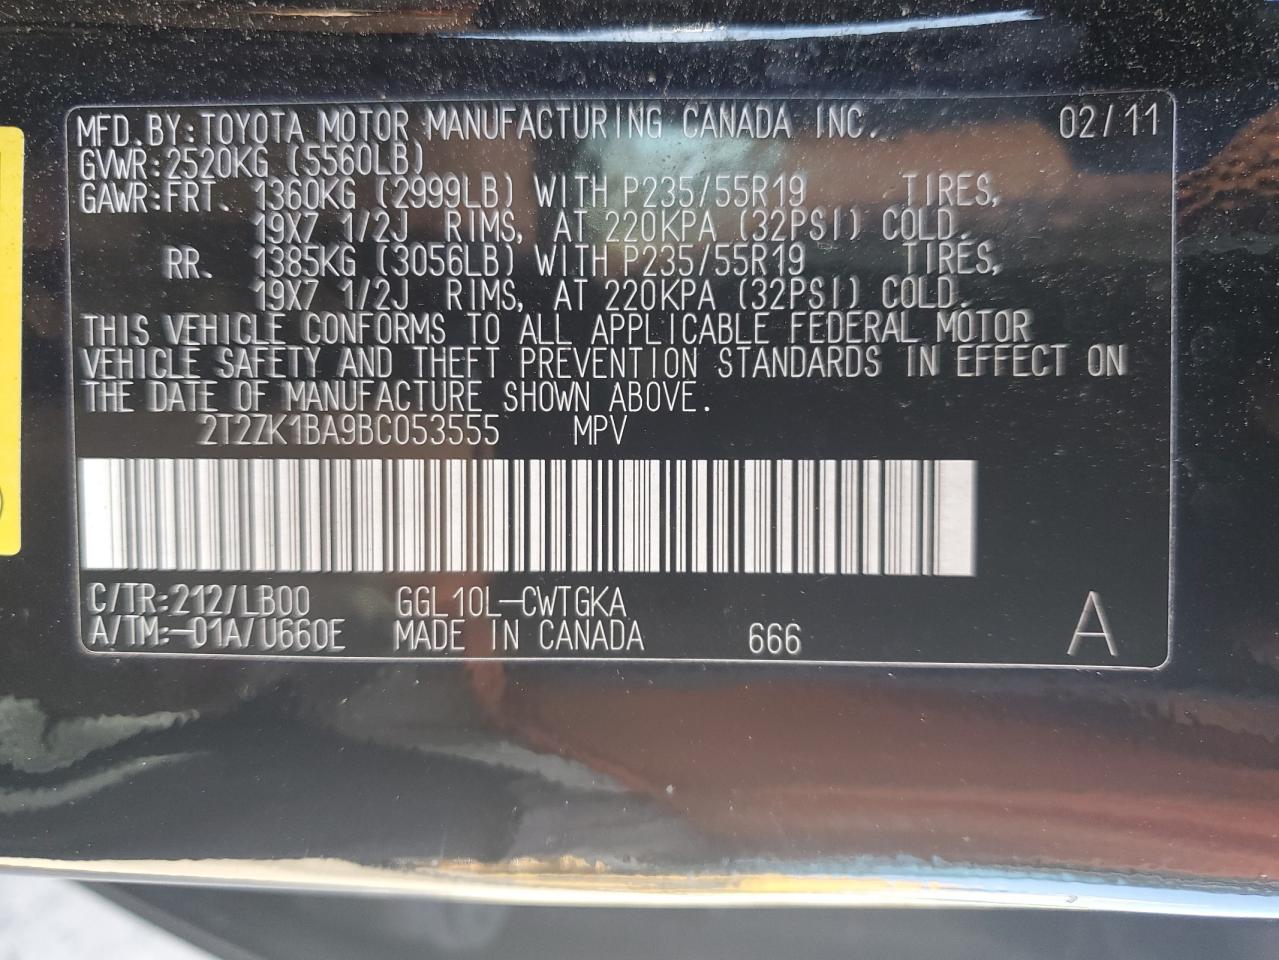 MFD.BY:TOYOTA MOTOR MANUFACTURING CANADA INC. 02/11
GVWR:2520KG (5560LB)
GAWR:FRT. 1360KG (2999LB) WITH P235/55R19 TIRES,
19X7 1/2J RIMS, AT 220KPA (32PSI) COLD.
RR. 1385KG (3056LB) WITH P235/55R19 TIRES,
19X7 1/2J RIMS, AT 220KPA (32PSI) COLD.
THIS VEHICLE CONFORMS TO ALL APPLICABLE FEDERAL MOTOR
VEHICLE SAFETY AND THEFT PREVENTION STANDARDS IN EFFECT ON
THE DATE OF MANUFACTURE SHOWN ABOVE.
2T2ZK1BA9BC053555 MPV
C/TR:212/LB00 GGL10L-CWTGKA
A/TM:-01A/U660E MADE IN CANADA 666 A